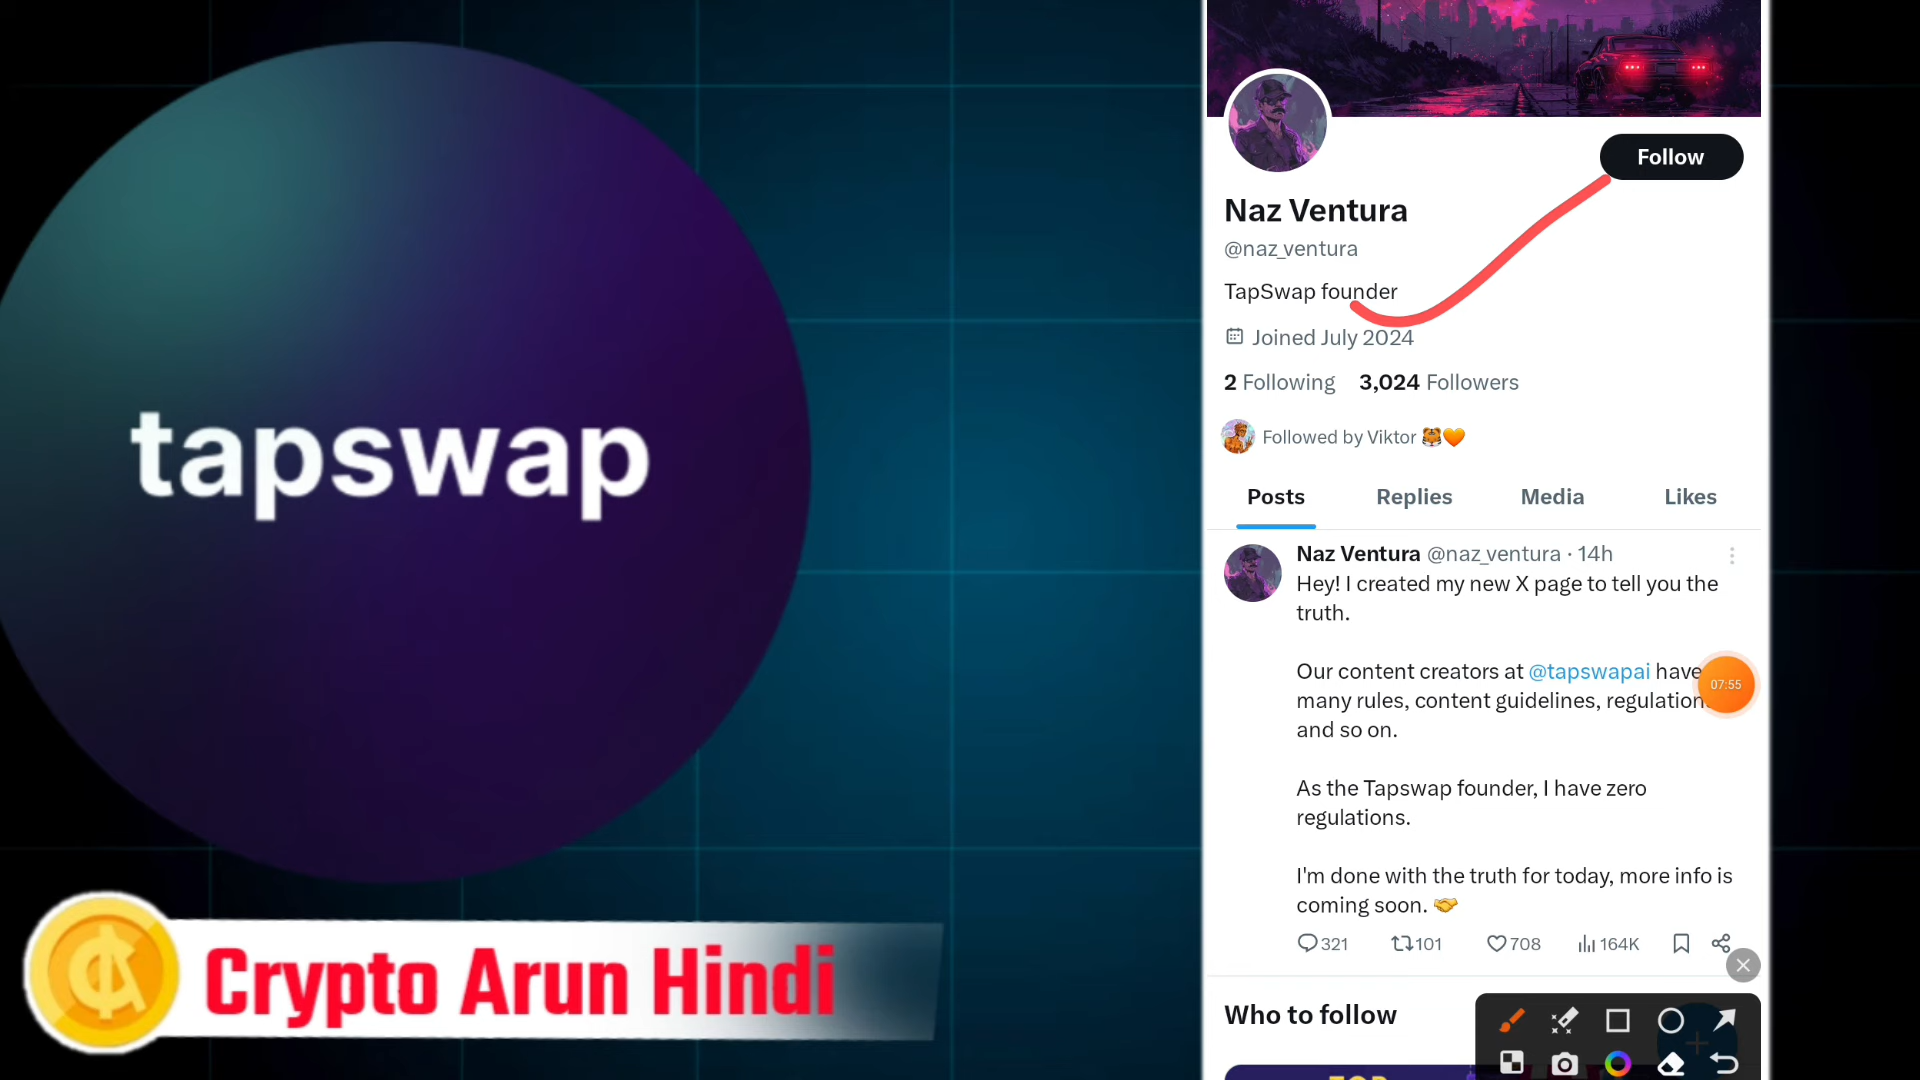 tapswap
Crypto Arun Hindi
Follow
Naz Ventura
@naz_ventura
TapSwap founder
Joined July 2024
2 Following 3,024 Followers
Followed by Viktor 🐯🧡
Posts Replies Media Likes
Naz Ventura @naz_ventura · 14h
Hey! I created my new X page to tell you the
truth.
Our content creators at @tapswapai have
many rules, content guidelines, regulation
and so on.
As the Tapswap founder, I have zero
regulations.
I'm done with the truth for today, more info is
coming soon. 🤝
321 101 708 164K
07:55
Who to follow